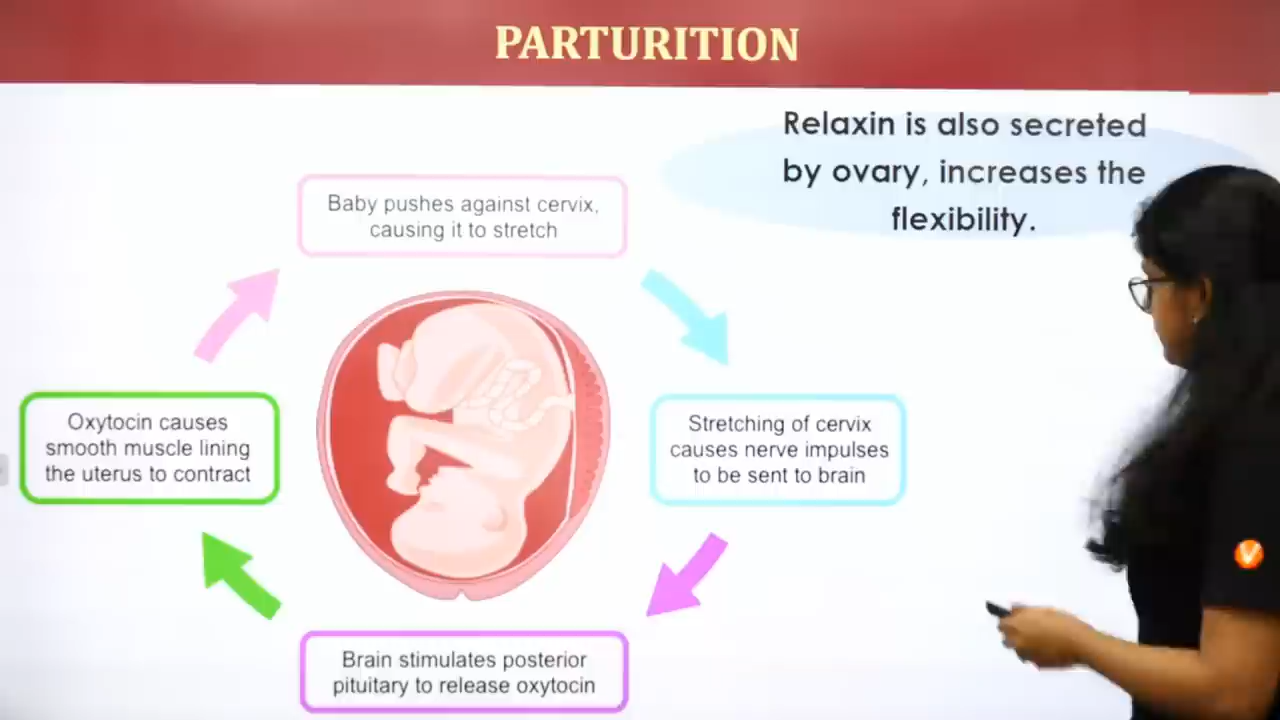 PARTURITION
Relaxin is also secreted
by ovary, increases the
flexibility.
Baby pushes against cervix,
causing it to stretch
Oxytocin causes
smooth muscle lining
the uterus to contract
Stretching of cervix
causes nerve impulses
to be sent to brain
Brain stimulates posterior
pituitary to release oxytocin
V